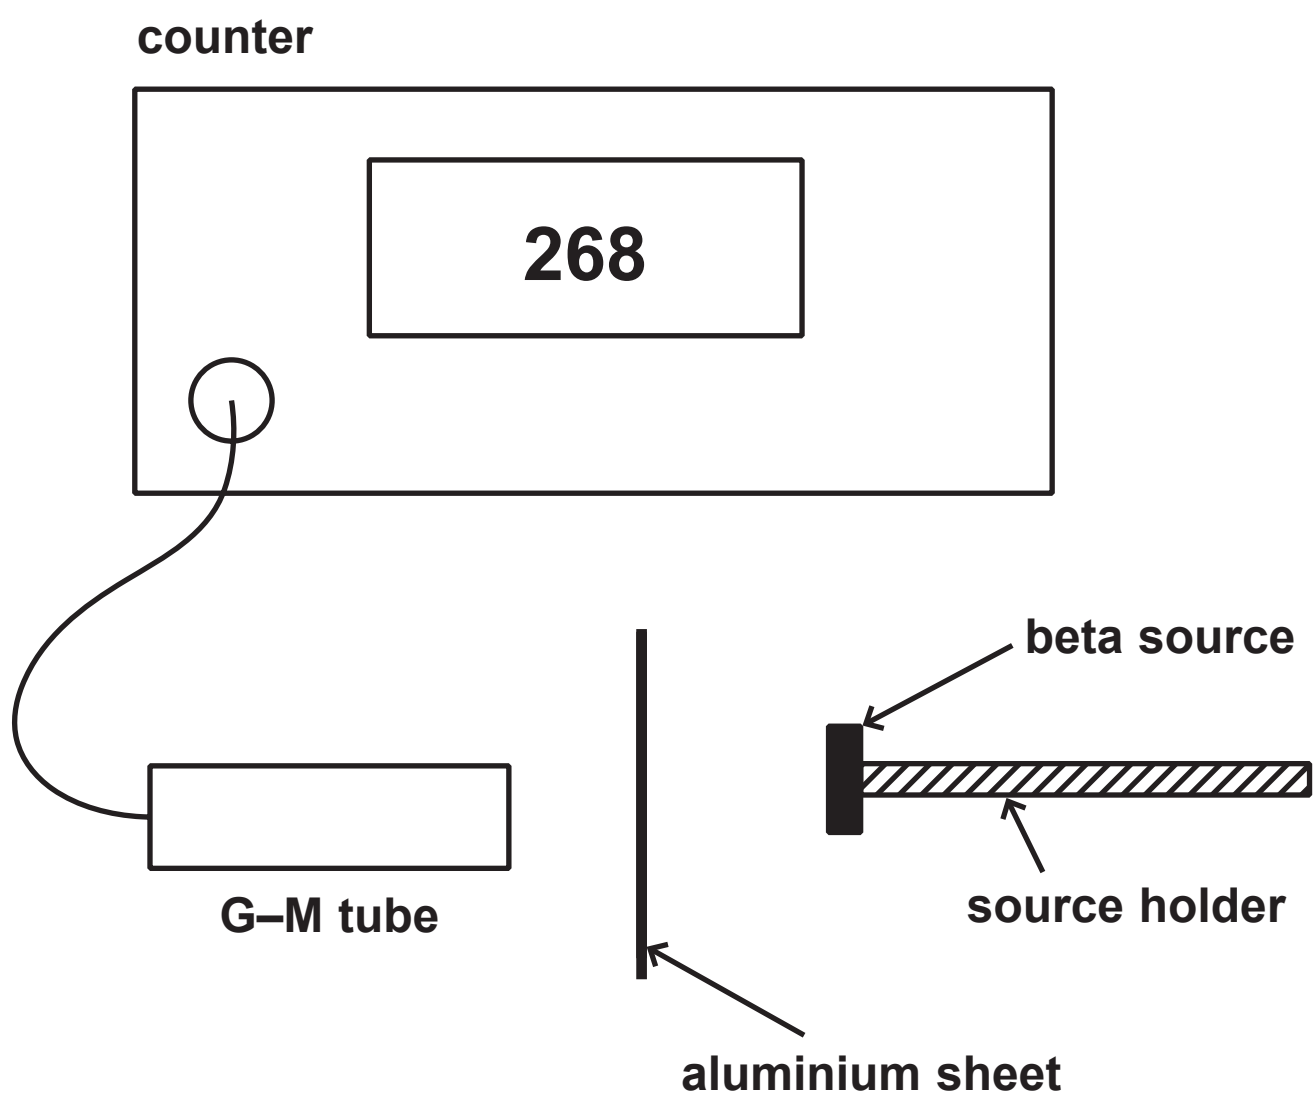 counter
268
beta source
source holder
G–M tube
aluminium sheet